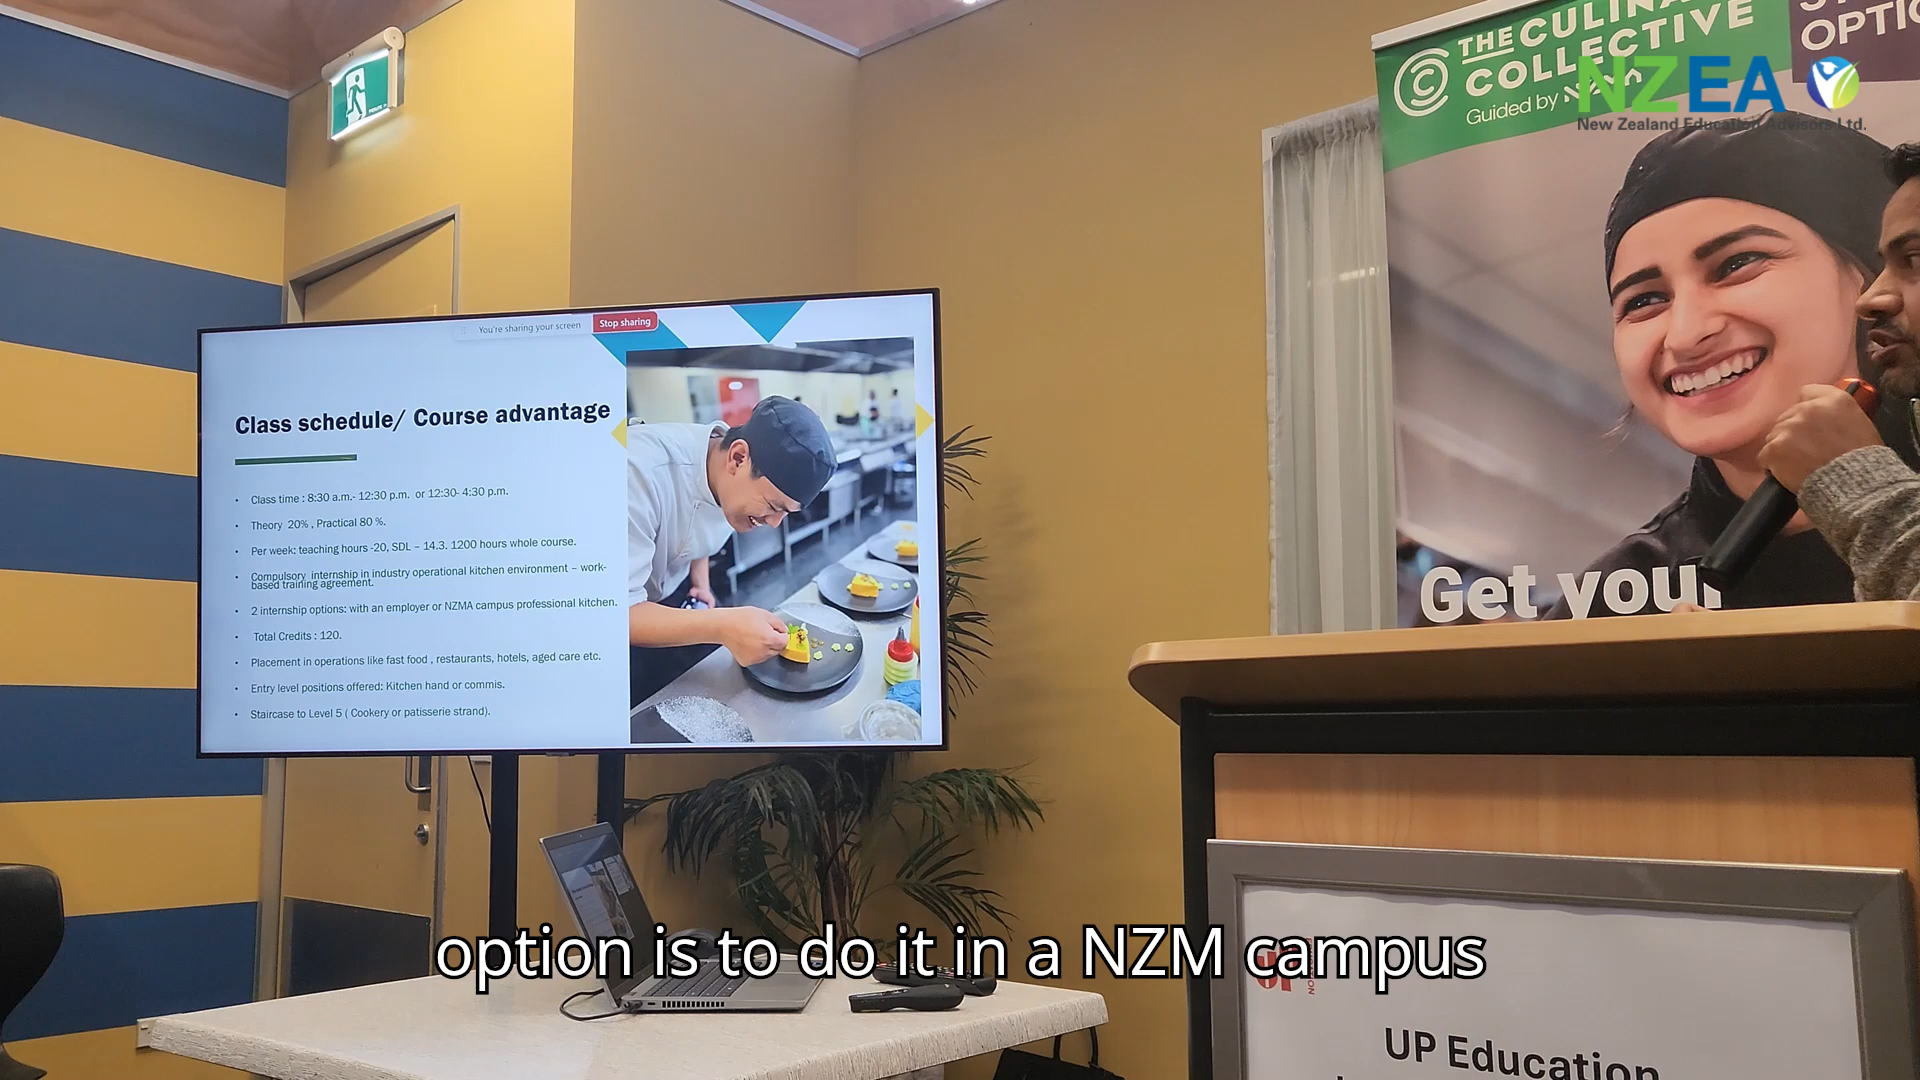 THE CULINA
COLLECTIVE
Guided by
OPTIO
NZEA
New Zealand Education Advisors Ltd.
You're sharing your screen
Stop sharing
Class schedule/ Course advantage
• Class time : 8:30 a.m.- 12:30 p.m. or 12:30- 4:30 p.m.
• Theory 20% , Practical 80 %.
• Per week: teaching hours -20, SDL – 14.3. 1200 hours whole course.
• Compulsory internship in industry operational kitchen environment – work-
based training agreement.
• 2 internship options: with an employer or NZMA campus professional kitchen.
• Total Credits : 120.
• Placement in operations like fast food , restaurants, hotels, aged care etc.
• Entry level positions offered: Kitchen hand or commis.
• Staircase to Level 5 ( Cookery or patisserie strand).
Get your
option is to do it in a NZM campus
UP Education